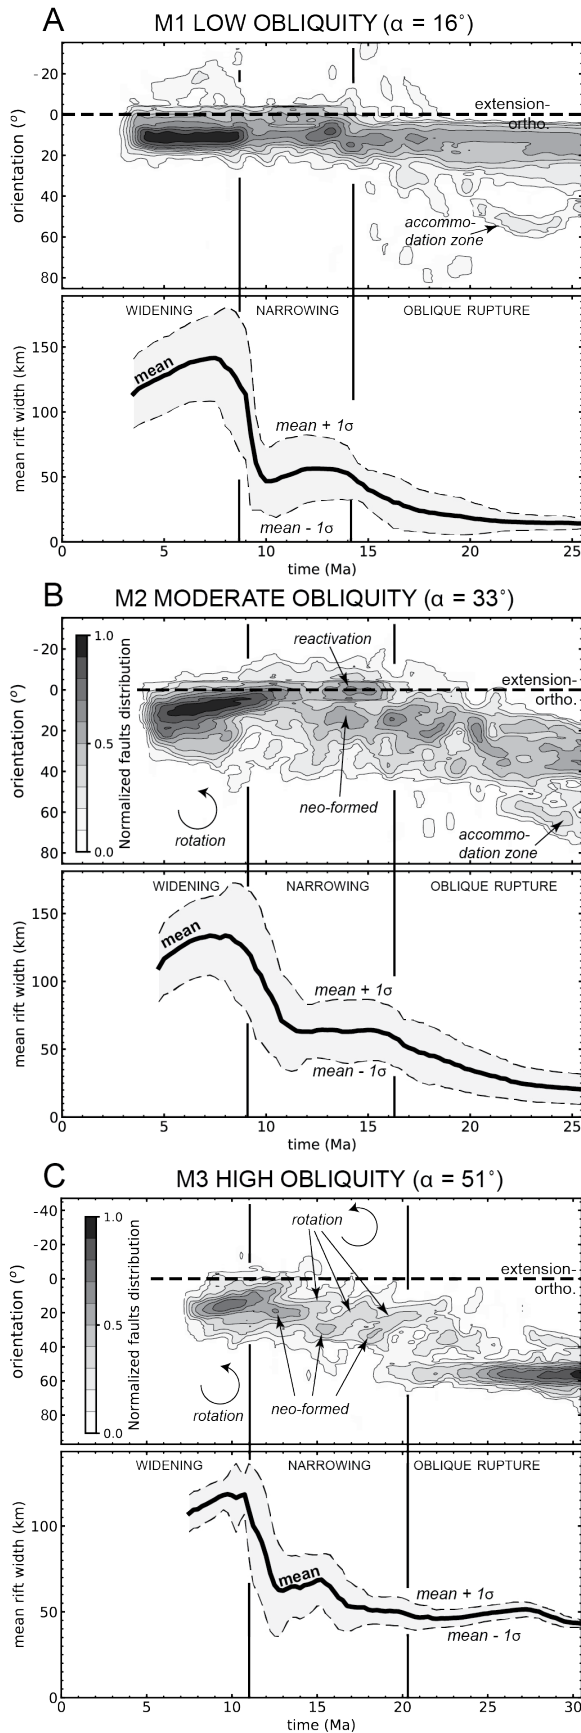 A M1 LOW OBLIQUITY (α = 16°)
-20
0
20
40
60
80
orientation (°)
extension-
ortho.
accommo-
dation zone
WIDENING
NARROWING
OBLIQUE RUPTURE
150
100
50
0
mean rift width (km)
mean
mean + 1σ
mean - 1σ
0 5 10 15 20 25
time (Ma)
B M2 MODERATE OBLIQUITY (α = 33°)
-20
0
20
40
60
80
orientation (°)
1.0
0.5
0.0
Normalized faults distribution
reactivation
extension-
ortho.
rotation
neo-formed
accommo-
dation zone
WIDENING
NARROWING
OBLIQUE RUPTURE
150
100
50
0
mean rift width (km)
mean
mean + 1σ
mean - 1σ
0 5 10 15 20 25
time (Ma)
C M3 HIGH OBLIQUITY (α = 51°)
-40
-20
0
20
40
60
80
orientation (°)
1.0
0.5
0.0
Normalized faults distribution
rotation
extension-
ortho.
rotation
neo-formed
WIDENING
NARROWING
OBLIQUE RUPTURE
100
50
0
mean rift width (km)
mean
mean + 1σ
mean - 1σ
0 5 10 15 20 25 30
time (Ma)